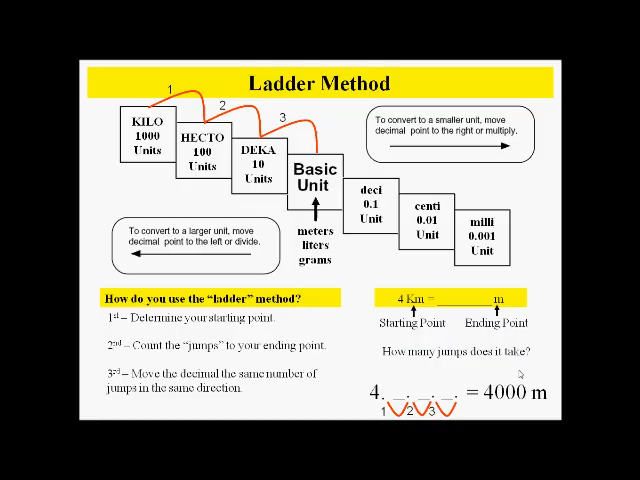 Ladder Method
1
2
3
KILO
1000
Units
HECTO
100
Units
DEKA
10
Units
Basic
Unit
meters
liters
grams
deci
0.1
Unit
centi
0.01
Unit
milli
0.001
Unit
To convert to a smaller unit, move
decimal point to the right or multiply.
To convert to a larger unit, move
decimal point to the left or divide.
How do you use the “ladder” method?
1st – Determine your starting point.
2nd – Count the “jumps” to your ending point.
3rd – Move the decimal the same number of
jumps in the same direction.
4 Km = _________ m
Starting Point Ending Point
How many jumps does it take?
4. _. _. _. = 4000 m
1 2 3